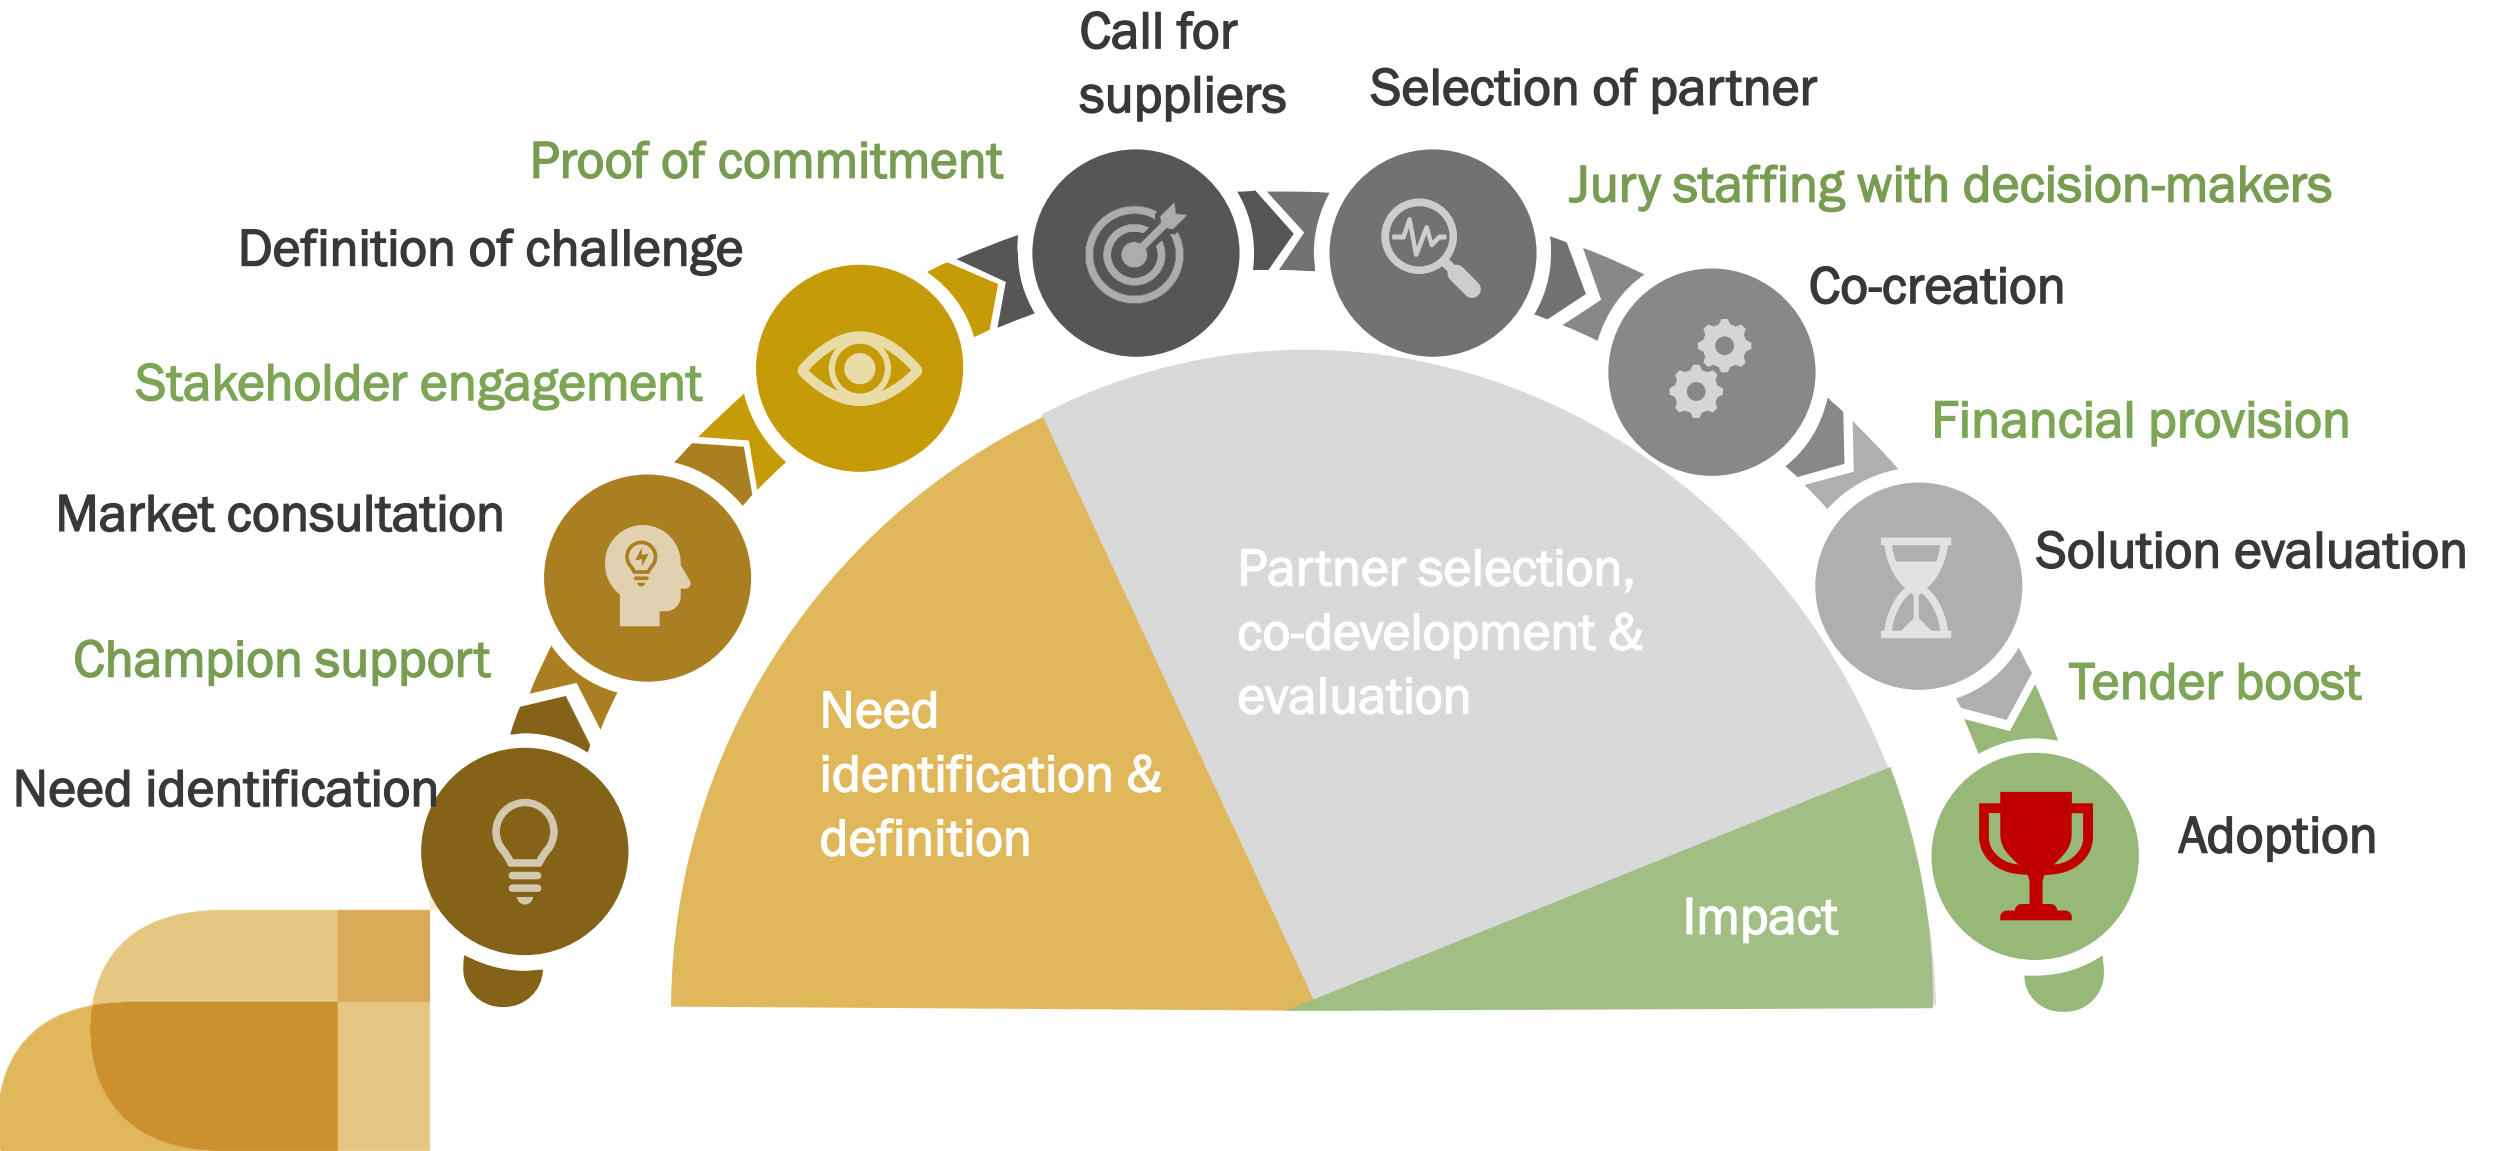 Call for
suppliers
Selection of partner
Proof of commitment
Jury staffing with decision-makers
Definition of challenge
Co-creation
Stakeholder engagement
Financial provision
Market consultation
Solution evaluation
Partner selection,
co-development &
evaluation
Champion support
Tender boost
Need
identification &
definition
Need identification
Adoption
Impact